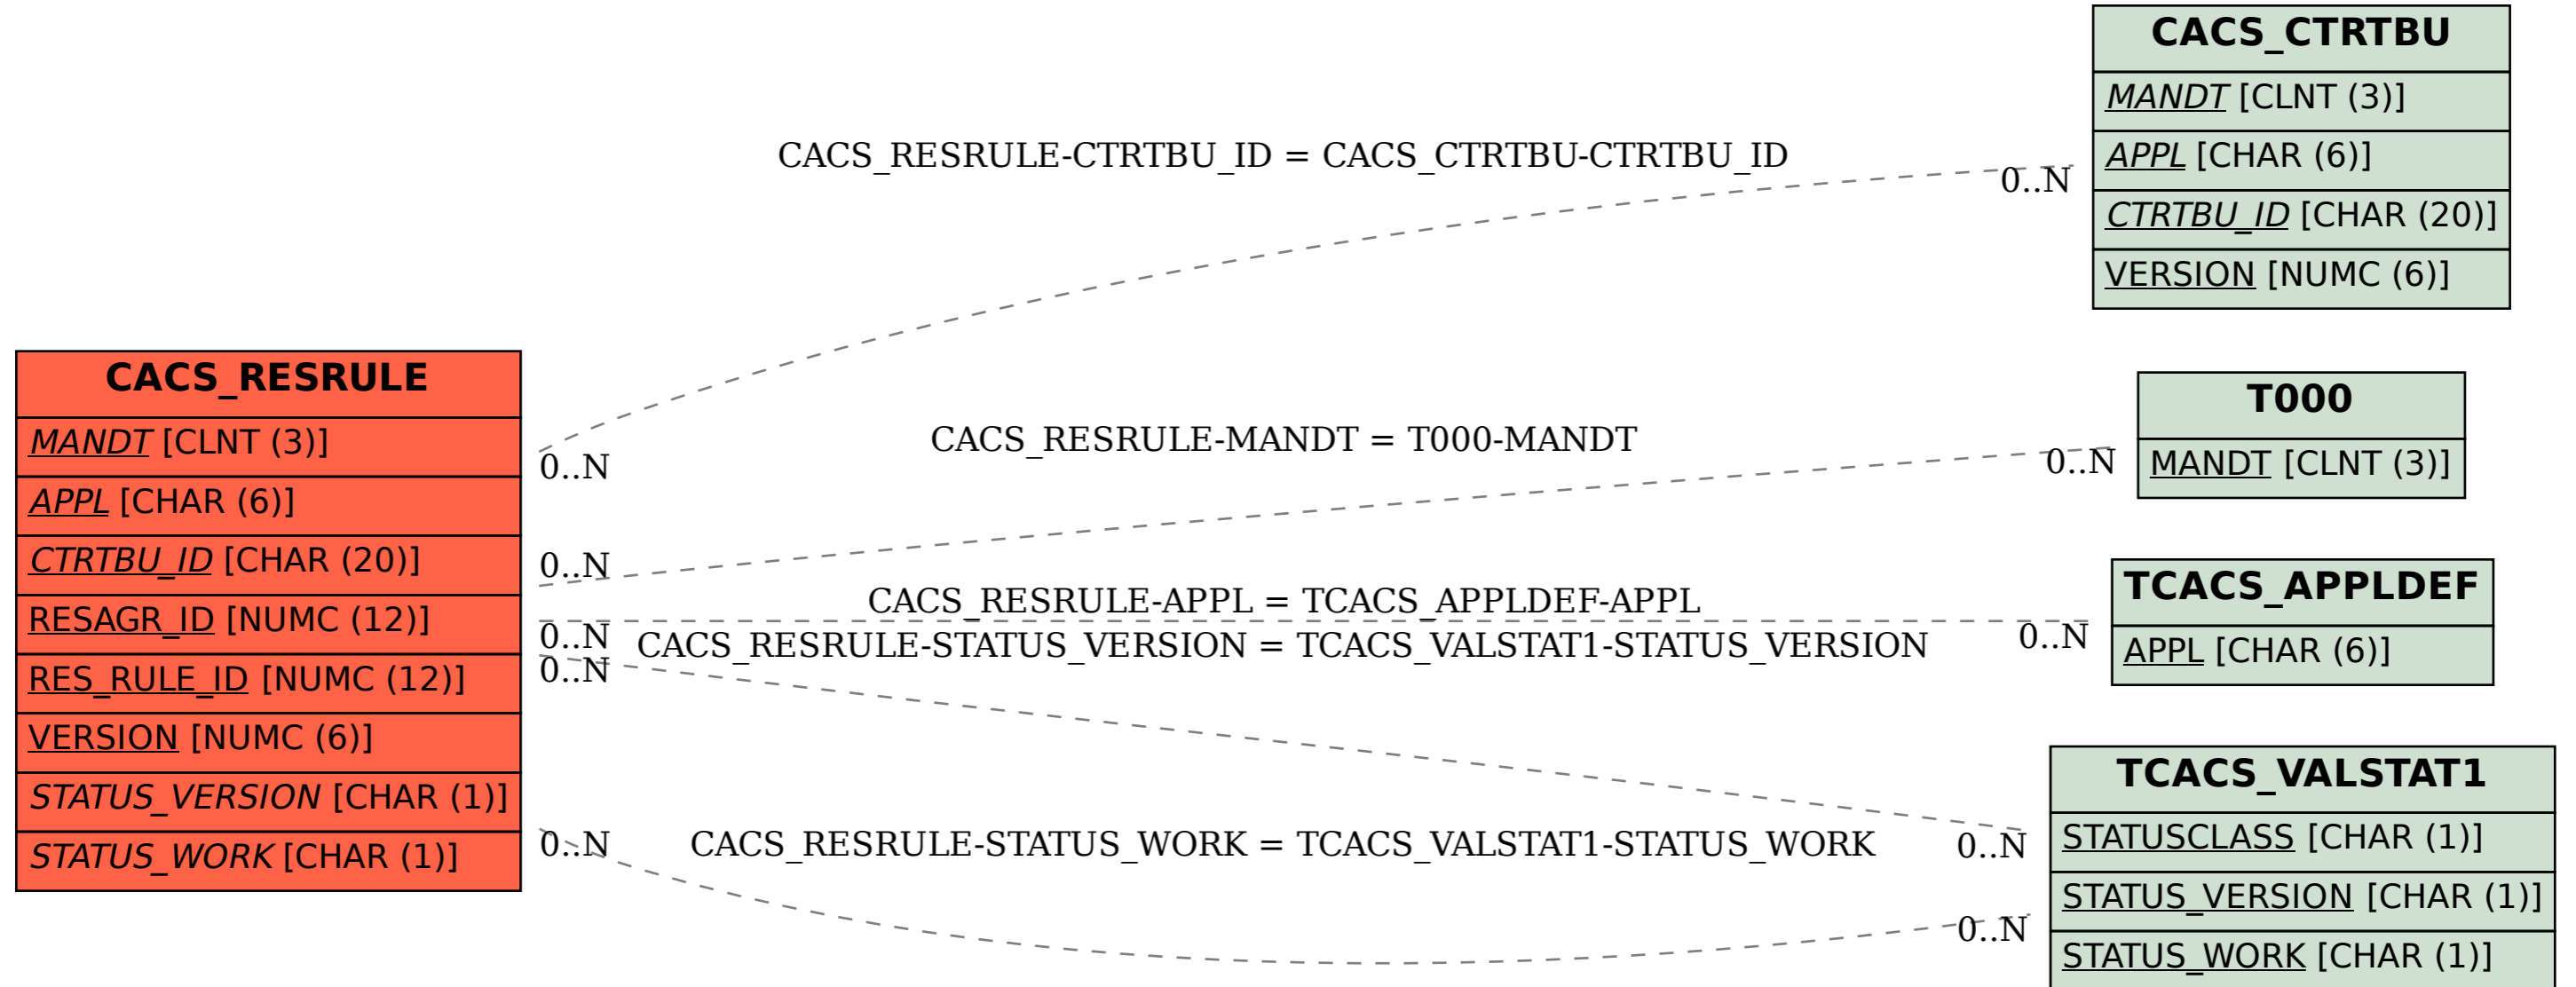 CACS_CTRTBU
MANDT [CLNT (3)]
APPL [CHAR (6)]
CTRTBU_ID [CHAR (20)]
VERSION [NUMC (6)]
CACS_RESRULE-CTRTBU_ID = CACS_CTRTBU-CTRTBU_ID
0..N
0..N
CACS_RESRULE
MANDT [CLNT (3)]
APPL [CHAR (6)]
CTRTBU_ID [CHAR (20)]
RESAGR_ID [NUMC (12)]
RES_RULE_ID [NUMC (12)]
VERSION [NUMC (6)]
STATUS_VERSION [CHAR (1)]
STATUS_WORK [CHAR (1)]
CACS_RESRULE-MANDT = T000-MANDT
0..N
0..N
T000
MANDT [CLNT (3)]
CACS_RESRULE-APPL = TCACS_APPLDEF-APPL
0..N
0..N
TCACS_APPLDEF
APPL [CHAR (6)]
CACS_RESRULE-STATUS_VERSION = TCACS_VALSTAT1-STATUS_VERSION
0..N
0..N
CACS_RESRULE-STATUS_WORK = TCACS_VALSTAT1-STATUS_WORK
0..N
0..N
TCACS_VALSTAT1
STATUSCLASS [CHAR (1)]
STATUS_VERSION [CHAR (1)]
STATUS_WORK [CHAR (1)]